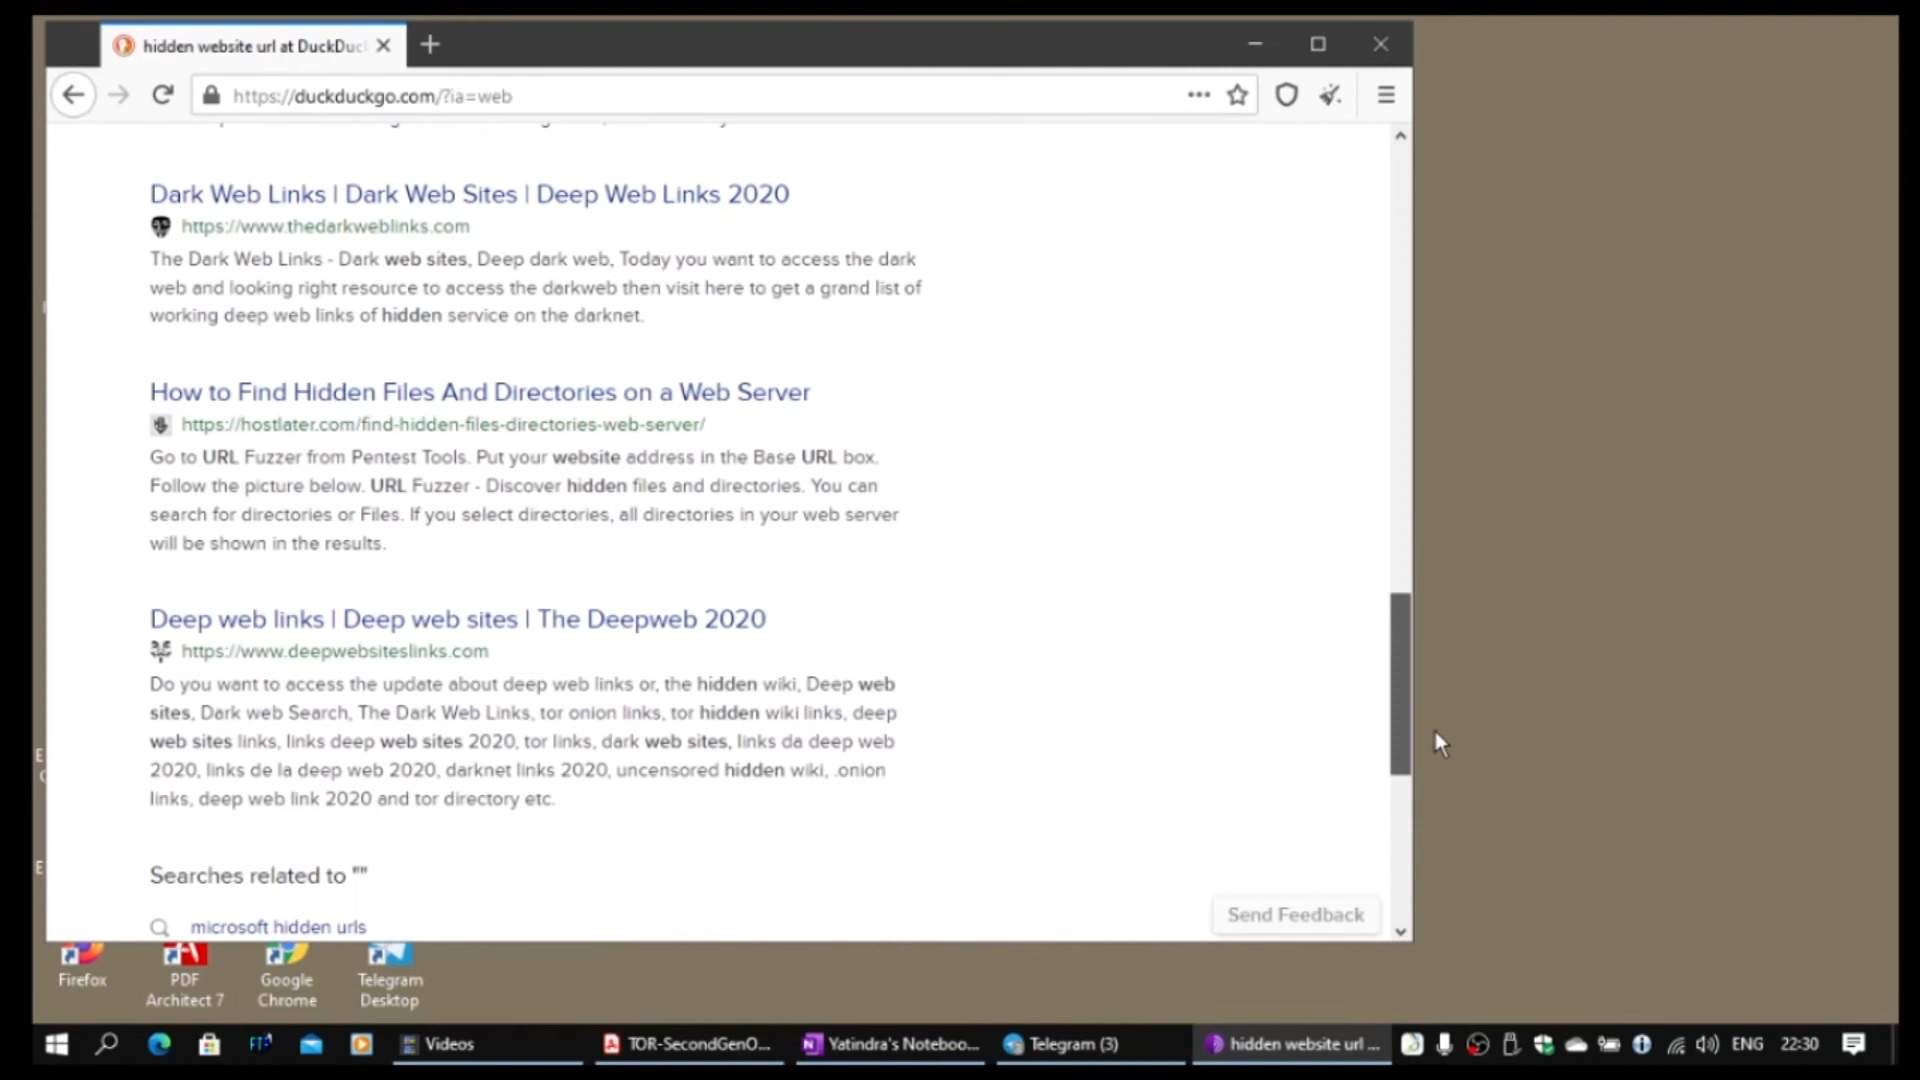 hidden website url at DuckDuc
https://duckduckgo.com/?ia=web
Dark Web Links | Dark Web Sites | Deep Web Links 2020
https://www.thedarkweblinks.com
The Dark Web Links - Dark web sites, Deep dark web, Today you want to access the dark
web and looking right resource to access the darkweb then visit here to get a grand list of
working deep web links of hidden service on the darknet.
How to Find Hidden Files And Directories on a Web Server
https://hostlater.com/find-hidden-files-directories-web-server/
Go to URL Fuzzer from Pentest Tools. Put your website address in the Base URL box.
Follow the picture below. URL Fuzzer - Discover hidden files and directories. You can
search for directories or Files. If you select directories, all directories in your web server
will be shown in the results.
Deep web links | Deep web sites | The Deepweb 2020
https://www.deepwebsiteslinks.com
Do you want to access the update about deep web links or, the hidden wiki, Deep web
sites, Dark web Search, The Dark Web Links, tor onion links, tor hidden wiki links, deep
web sites links, links deep web sites 2020, tor links, dark web sites, links da deep web
2020, links de la deep web 2020, darknet links 2020, uncensored hidden wiki, .onion
links, deep web link 2020 and tor directory etc.
Searches related to ""
microsoft hidden urls
Send Feedback
Firefox
PDF Architect 7
Google Chrome
Telegram Desktop
Videos
TOR-SecondGenO...
Yatindra's Noteboo...
Telegram (3)
hidden website url ...
ENG
22:30